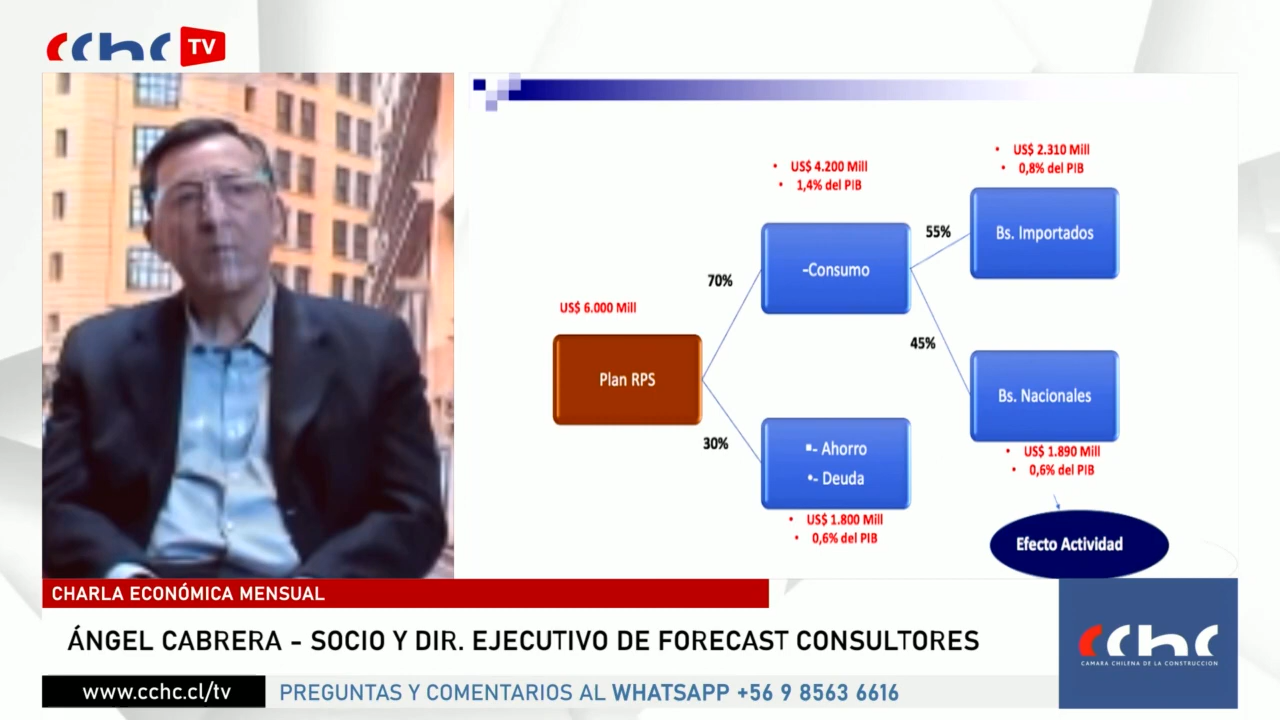 cchc TV
US$ 6.000 Mill
Plan RPS
70%
30%
• US$ 4.200 Mill
• 1,4% del PIB
-Consumo
▪- Ahorro
•- Deuda
• US$ 1.800 Mill
• 0,6% del PIB
55%
45%
• US$ 2.310 Mill
• 0,8% del PIB
Bs. Importados
Bs. Nacionales
• US$ 1.890 Mill
• 0,6% del PIB
Efecto Actividad
CHARLA ECONÓMICA MENSUAL
ÁNGEL CABRERA - SOCIO Y DIR. EJECUTIVO DE FORECAST CONSULTORES
www.cchc.cl/tv
PREGUNTAS Y COMENTARIOS AL WHATSAPP +56 9 8563 6616
cchc
CAMARA CHILENA DE LA CONSTRUCCION